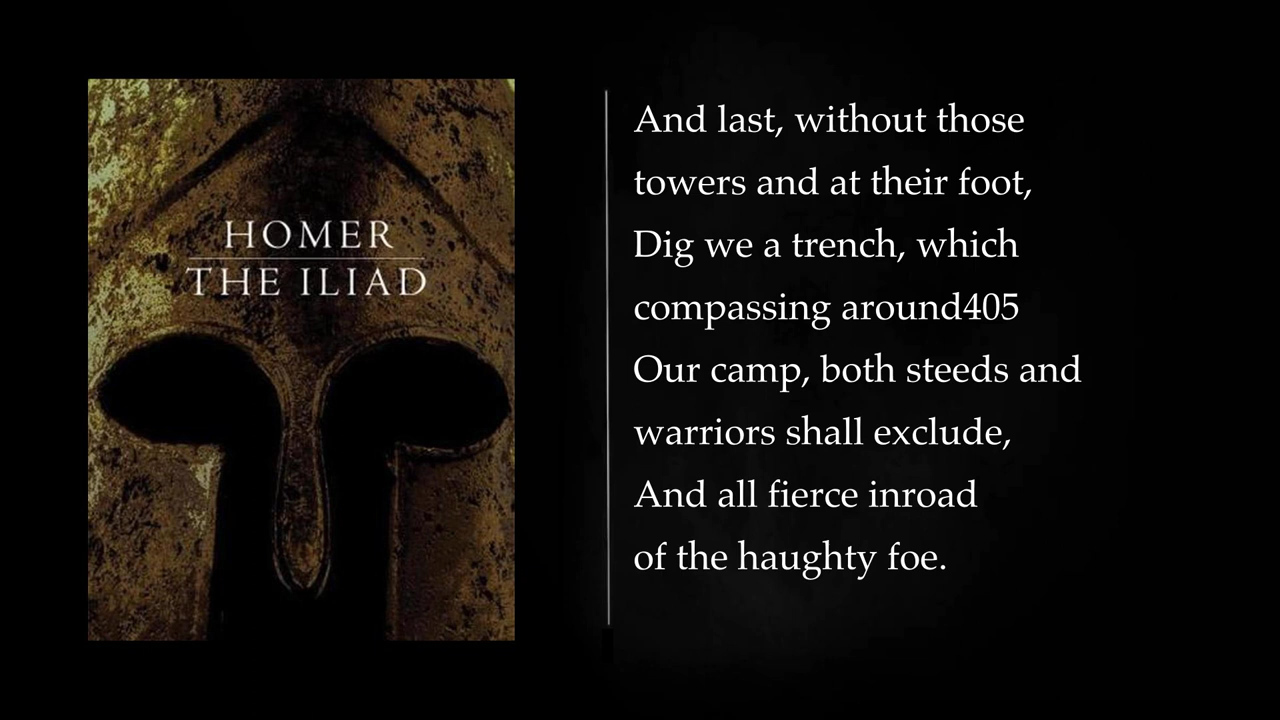 HOMER
THE ILIAD
And last, without those
towers and at their foot,
Dig we a trench, which
compassing around405
Our camp, both steeds and
warriors shall exclude,
And all fierce inroad
of the haughty foe.